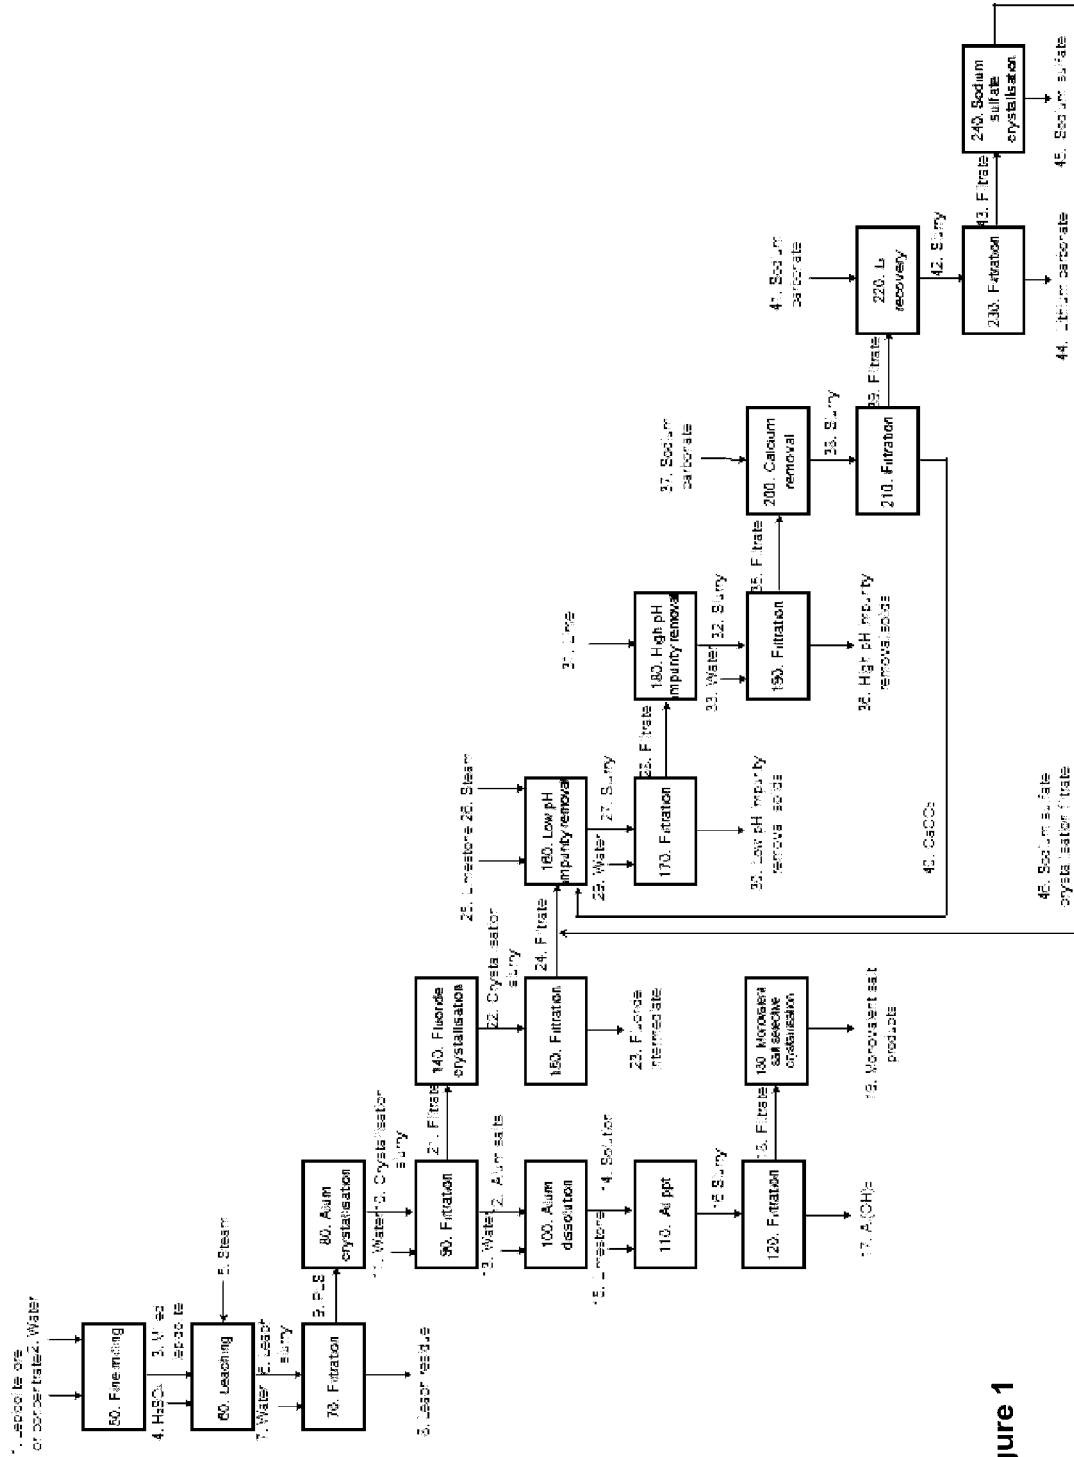 1. Lepidolite ore
or concentrate
2. Water
50. Fine milling
3. Milled
lepidolite
4. H₂SO₄
5. Steam
60. Leaching
6. Leach
slurry
7. Water
70. Filtration
8. Leach residue
9. PLS
80. Alum
crystallisation
10. Crystallisation
slurry
11. Water
90. Filtration
12. Alum salts
13. Water
100. Alum
dissolution
14. Solution
15. Limestone
110. Al ppt
16 Slurry
120. Filtration
17. Al(OH)₃
18. Filtrate
130 Monovalent
salt selective
crystallisation
19. Monovalent salt
products
21. Filtrate
140. Fluoride
crystallisation
22. Crystallisation
slurry
150. Filtration
23. Fluoride
intermediate
24. Filtrate
25. Limestone
26. Steam
160. Low pH
impurity removal
27. Slurry
29. Water
170. Filtration
30. Low pH impurity
removal solids
Filtrate
31. Lime
180. High pH
impurity removal
32. Slurry
33. Water
190. Filtration
36. High pH impurity
removal solids
35. Filtrate
37. Sodium
carbonate
200. Calcium
removal
38. Slurry
210. Filtration
39. Filtrate
40. CaCO₃
41. Sodium
carbonate
220. Li
recovery
42. Slurry
230. Filtration
43. Filtrate
44. Lithium carbonate
240. Sodium
sulfate
crystallisation
45. Sodium sulfate
46. Sodium sulfate
crystallisation filtrate
gure 1